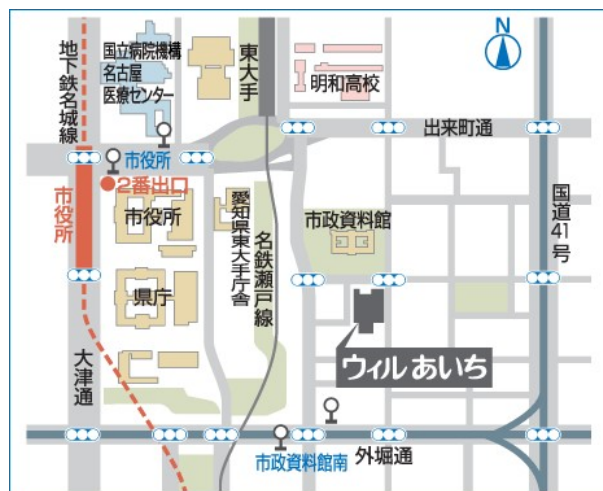 N
地下鉄名城線
国立病院機構
名古屋
医療センター
東大手
明和高校
出来町通
市役所
2番出口
市役所
市役所
愛知県東大手庁舎
名鉄瀬戸線
市政資料館
国道41号
県庁
ウィルあいち
大津通
市政資料館南
外堀通